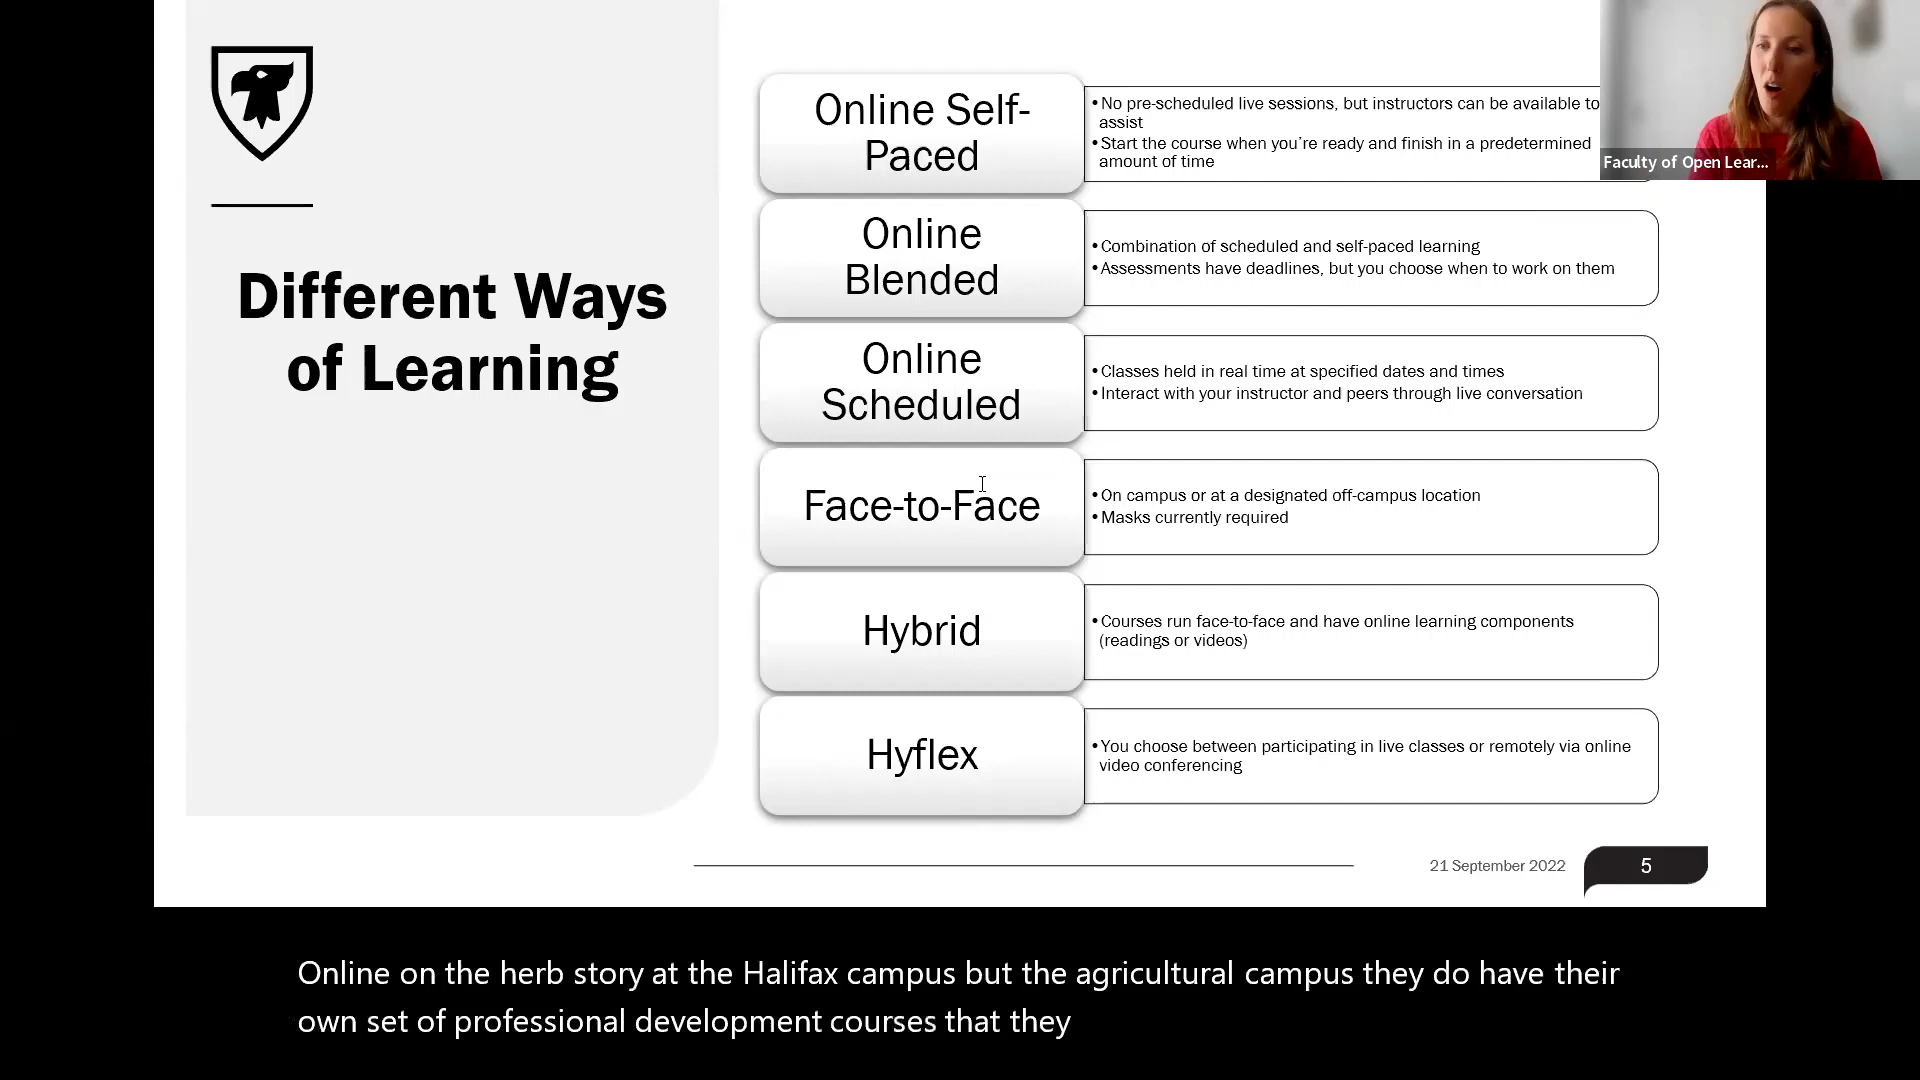 Different Ways
of Learning
Online Self-
Paced
•No pre-scheduled live sessions, but instructors can be available to
assist
•Start the course when you’re ready and finish in a predetermined
amount of time
Online
Blended
•Combination of scheduled and self-paced learning
•Assessments have deadlines, but you choose when to work on them
Online
Scheduled
•Classes held in real time at specified dates and times
•Interact with your instructor and peers through live conversation
Face-to-Face
•On campus or at a designated off-campus location
•Masks currently required
Hybrid
•Courses run face-to-face and have online learning components
(readings or videos)
Hyflex
•You choose between participating in live classes or remotely via online
video conferencing
Faculty of Open Lear...
21 September 2022
5
Online on the herb story at the Halifax campus but the agricultural campus they do have their
own set of professional development courses that they